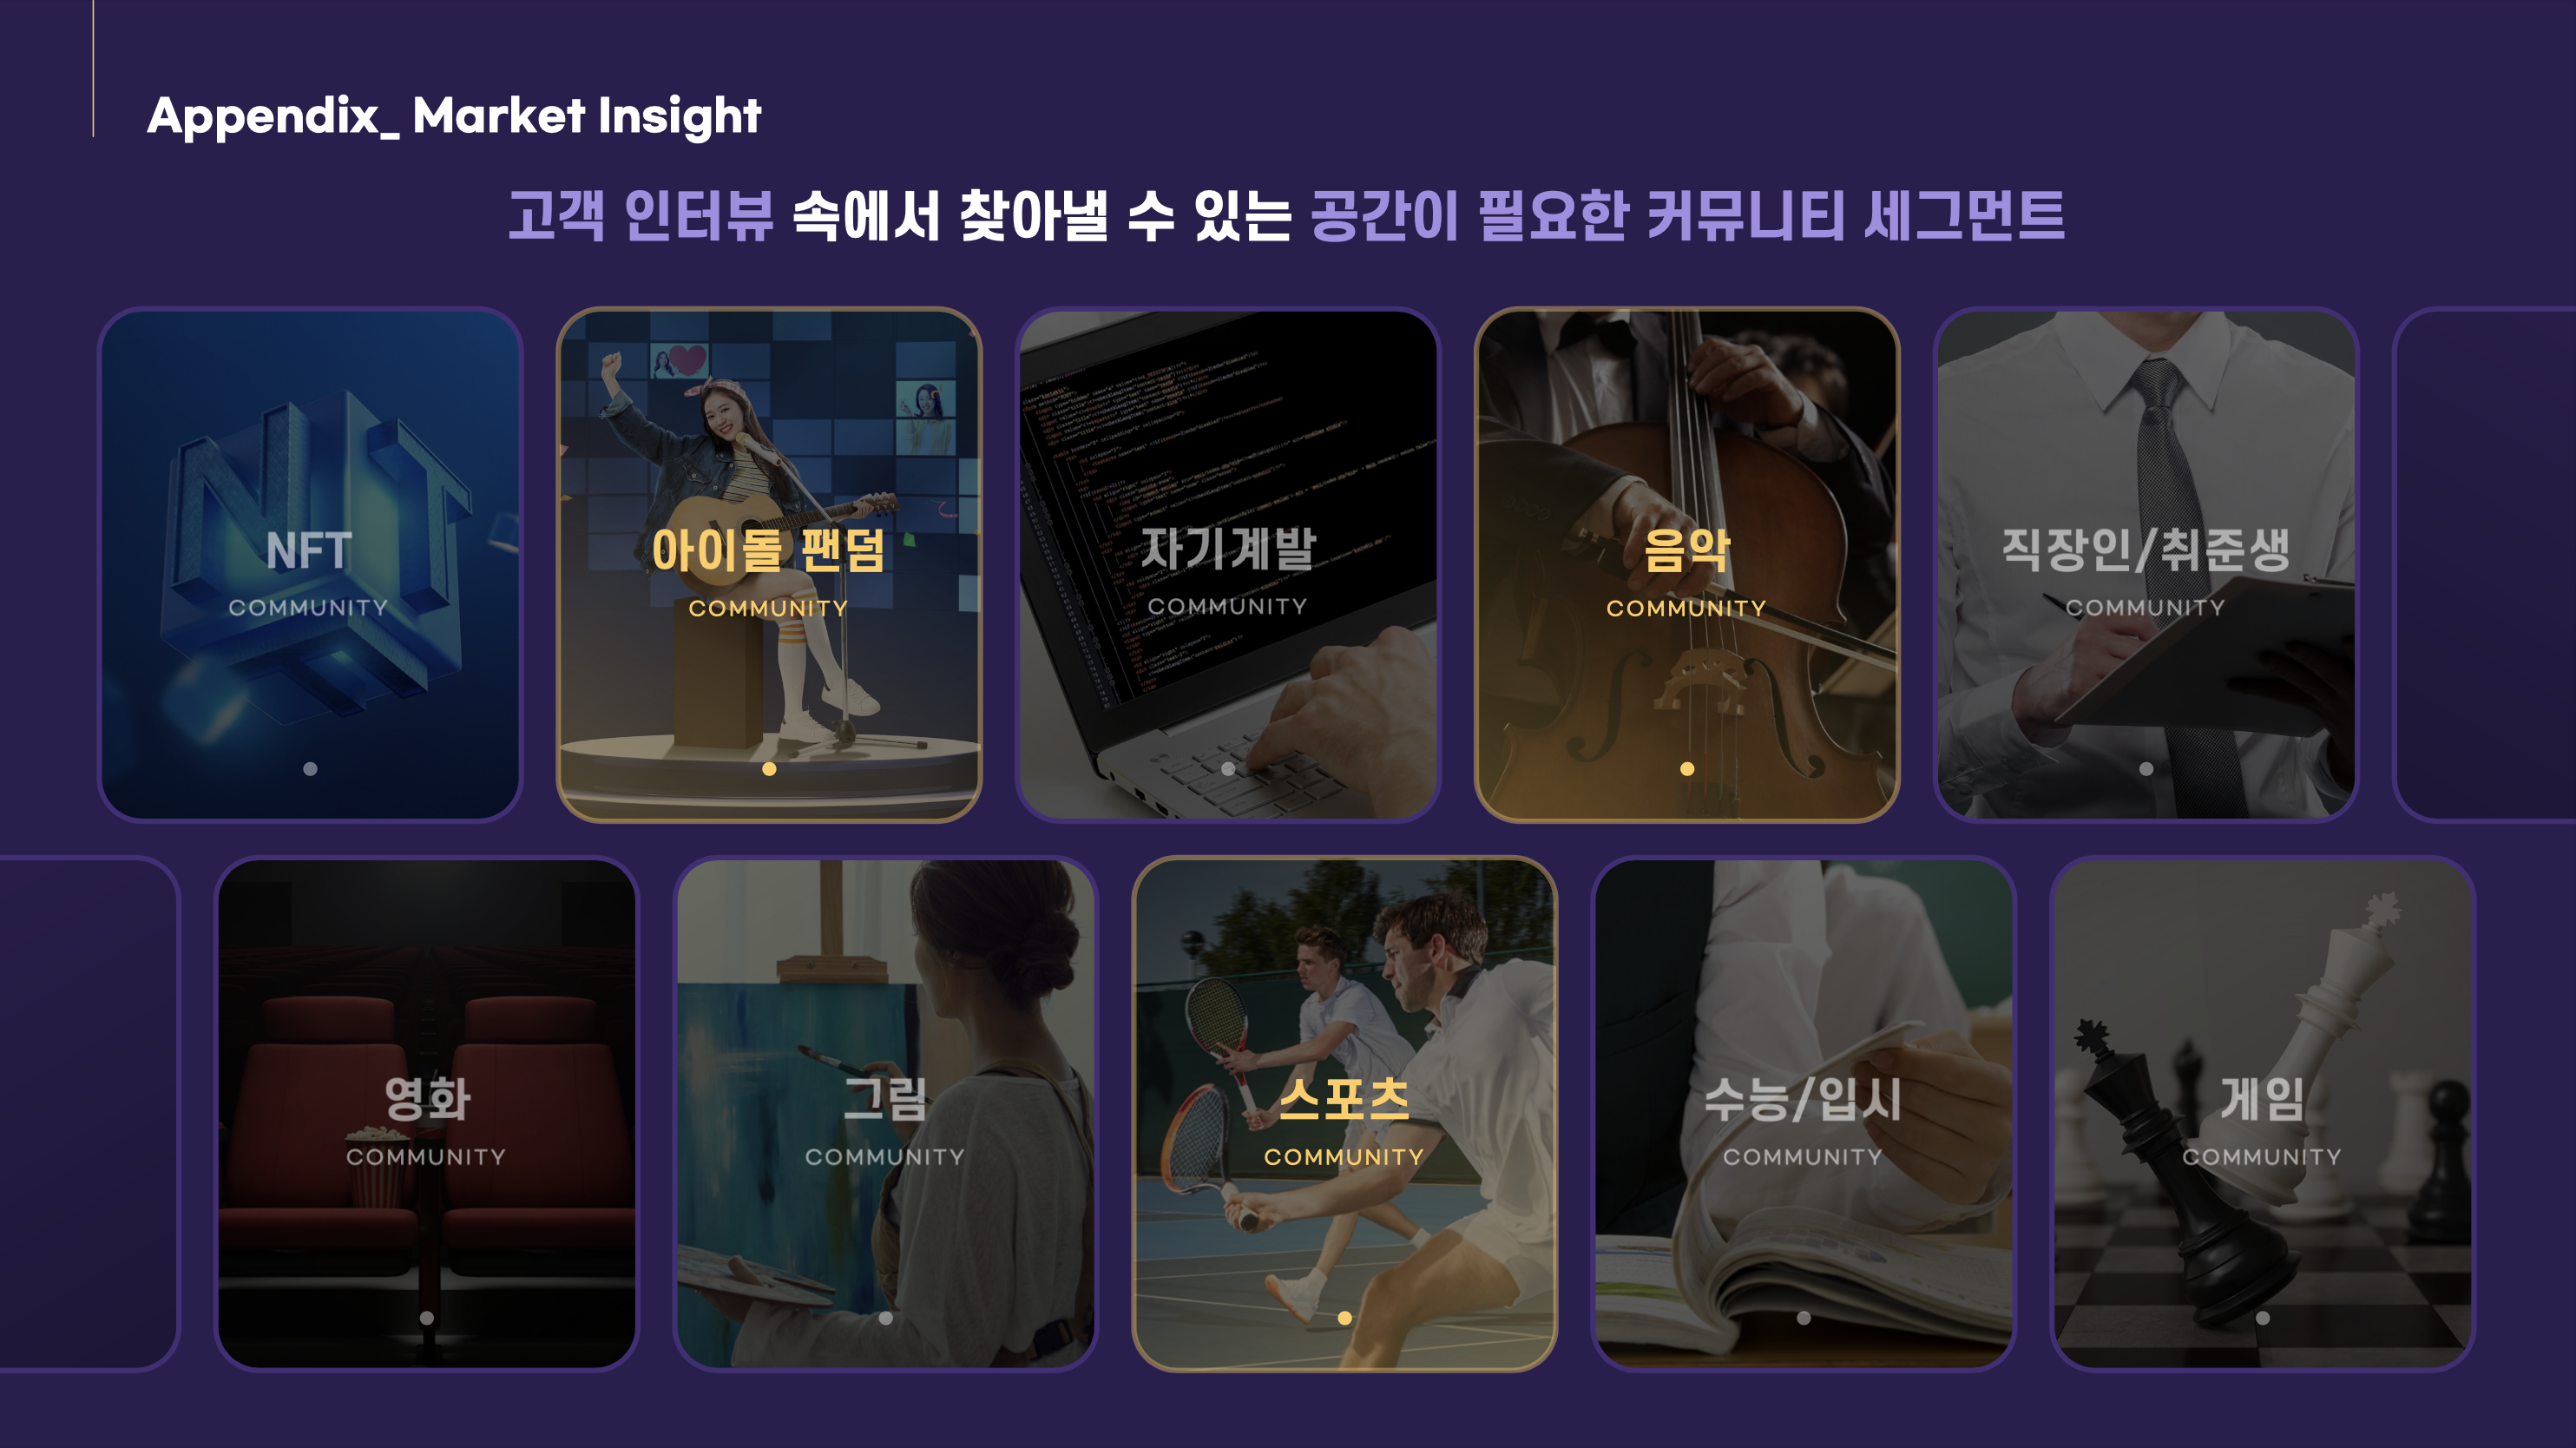 Appendix_ Market Insight
고객 인터뷰 속에서 찾아낼 수 있는 공간이 필요한 커뮤니티 세그먼트
NFT
COMMUNITY
아이돌 팬덤
COMMUNITY
자기계발
COMMUNITY
음악
COMMUNITY
직장인/취준생
COMMUNITY
영화
COMMUNITY
그림
COMMUNITY
스포츠
COMMUNITY
수능/입시
COMMUNITY
게임
COMMUNITY